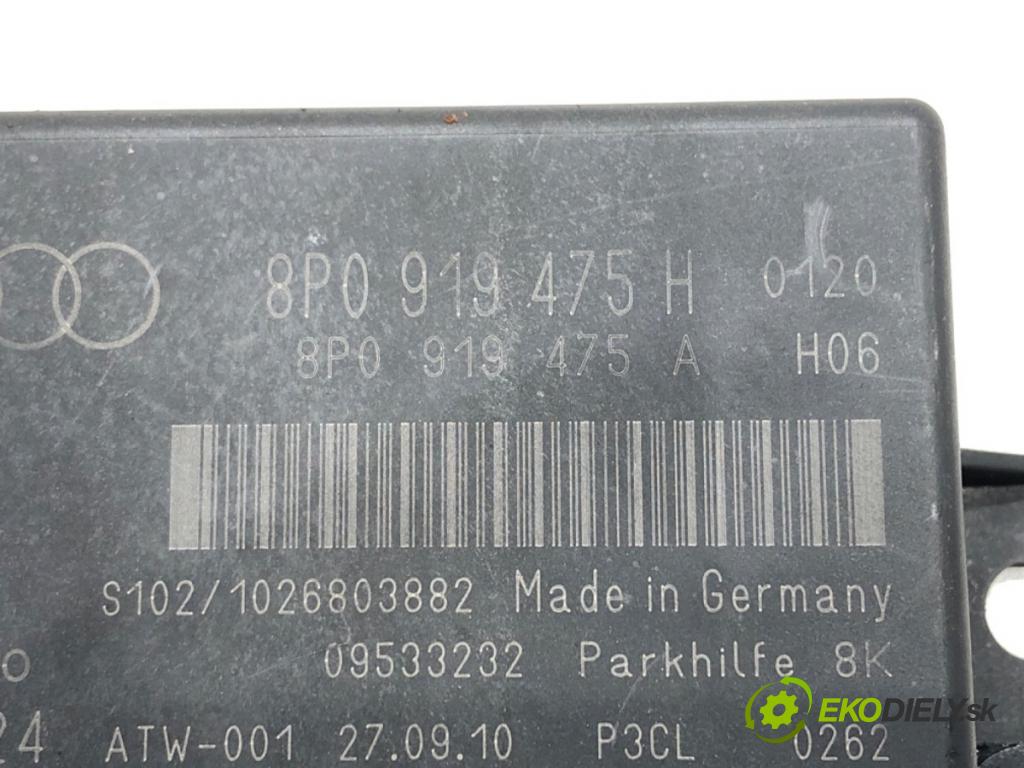 8P0 919 475 H 0120
8P0 919 475 A H06
S102/1026803882 Made in Germany
o 09533232 Parkhilfe 8K
24 ATW-001 27.09.10 P3CL 0262
EKODIELY.sk